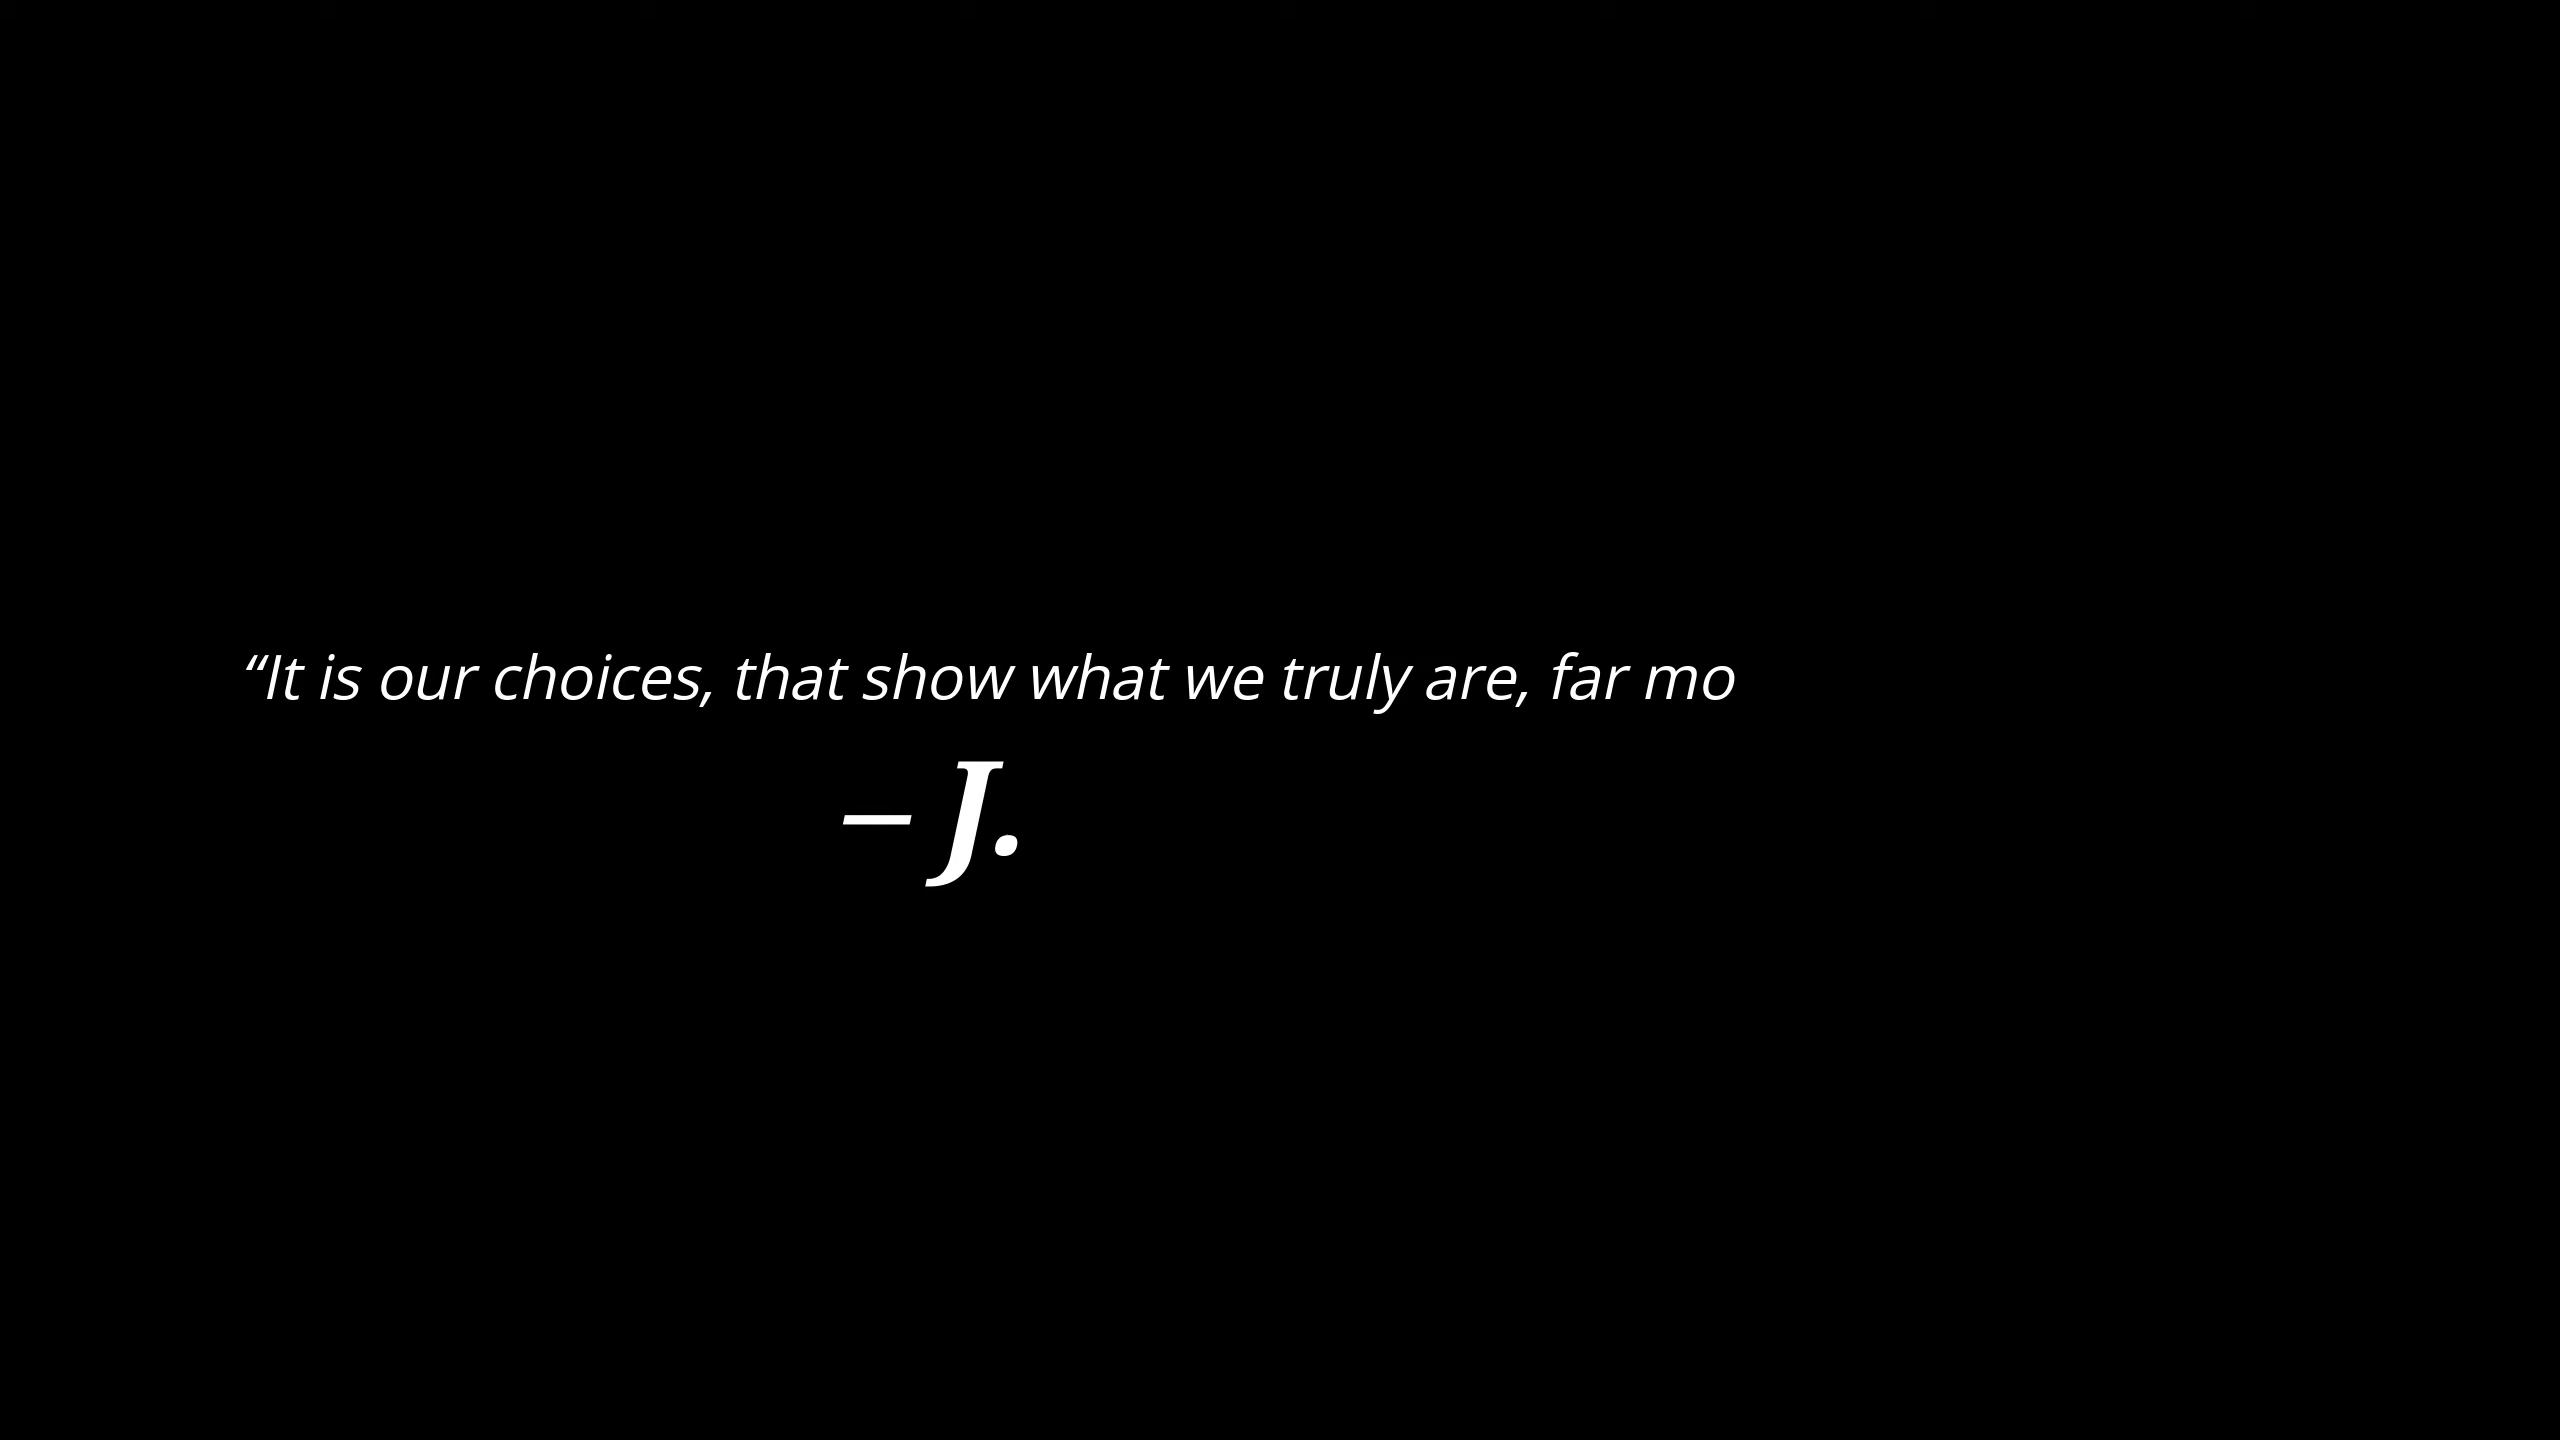 “It is our choices, that show what we truly are, far mo
– J.